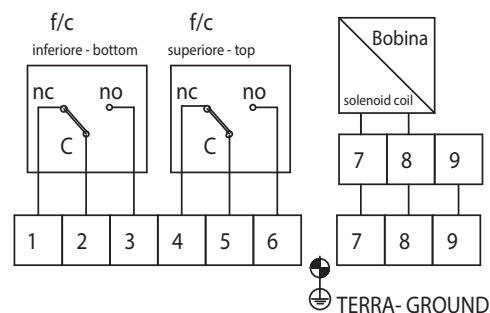 f/c f/c
inferiore - bottom superiore - top
Bobina
solenoid coil
nc no nc no
C C
7 8 9
1 2 3 4 5 6 7 8 9
TERRA- GROUND